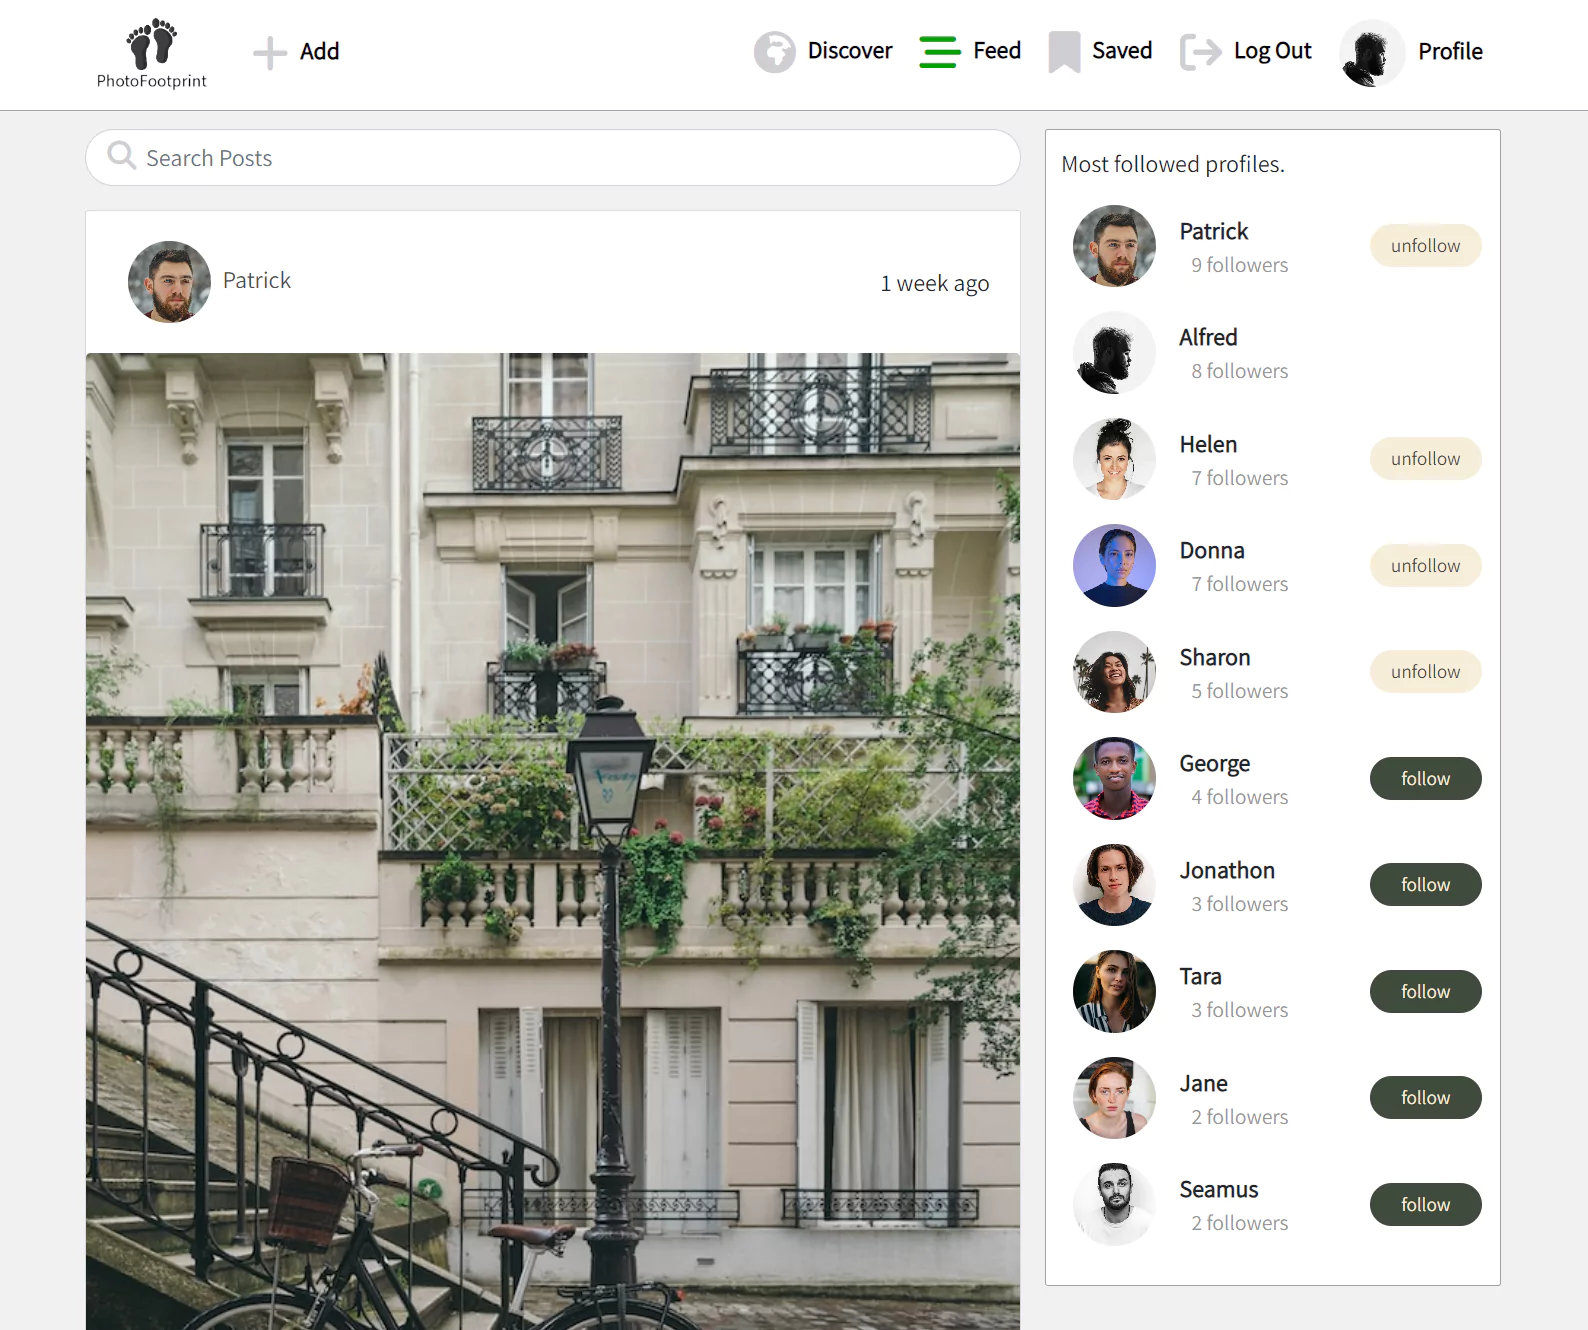 PhotoFootprint
Add
Discover
Feed
Saved
Log Out
Profile
Search Posts
Patrick
1 week ago
Most followed profiles.
Patrick
9 followers
unfollow
Alfred
8 followers
Helen
7 followers
unfollow
Donna
7 followers
unfollow
Sharon
5 followers
unfollow
George
4 followers
follow
Jonathon
3 followers
follow
Tara
3 followers
follow
Jane
2 followers
follow
Seamus
2 followers
follow